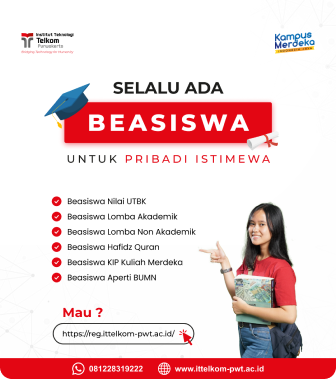 Institut Teknologi
Telkom
Purwokerto
Kampus
Merdeka
INDONESIA JAYA
SELALU ADA
BEASISWA
UNTUK PRIBADI ISTIMEWA
Beasiswa Nilai UTBK
Beasiswa Lomba Akademik
Beasiswa Lomba Non Akademik
Beasiswa Hafidz Quran
Beasiswa KIP Kuliah Merdeka
Beasiswa Aperti BUMN
Mau ?
https://reg.ittelkom-pwt.ac.id/
081228319222
www.ittelkom-pwt.ac.id